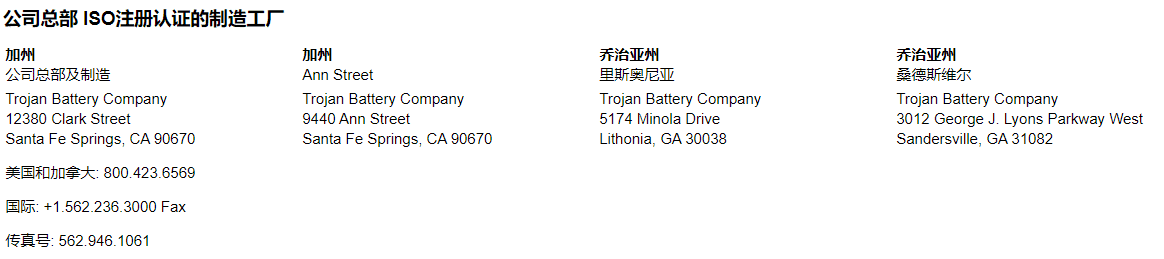 公司总部 ISO注册认证的制造工厂
加州
公司总部及制造
Trojan Battery Company
12380 Clark Street
Santa Fe Springs, CA 90670
美国和加拿大: 800.423.6569
国际: +1.562.236.3000 Fax
传真号: 562.946.1061
加州
Ann Street
Trojan Battery Company
9440 Ann Street
Santa Fe Springs, CA 90670
乔治亚州
里斯奥尼亚
Trojan Battery Company
5174 Minola Drive
Lithonia, GA 30038
乔治亚州
桑德斯维尔
Trojan Battery Company
3012 George J. Lyons Parkway West
Sandersville, GA 31082